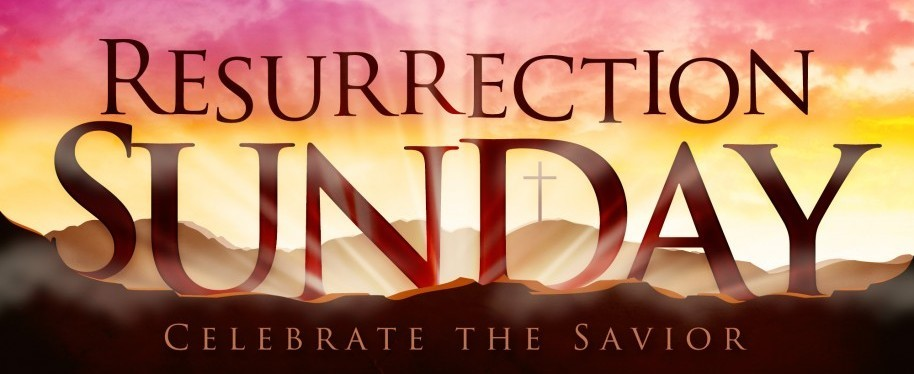 Resurrection
Sunday
Celebrate the Savior